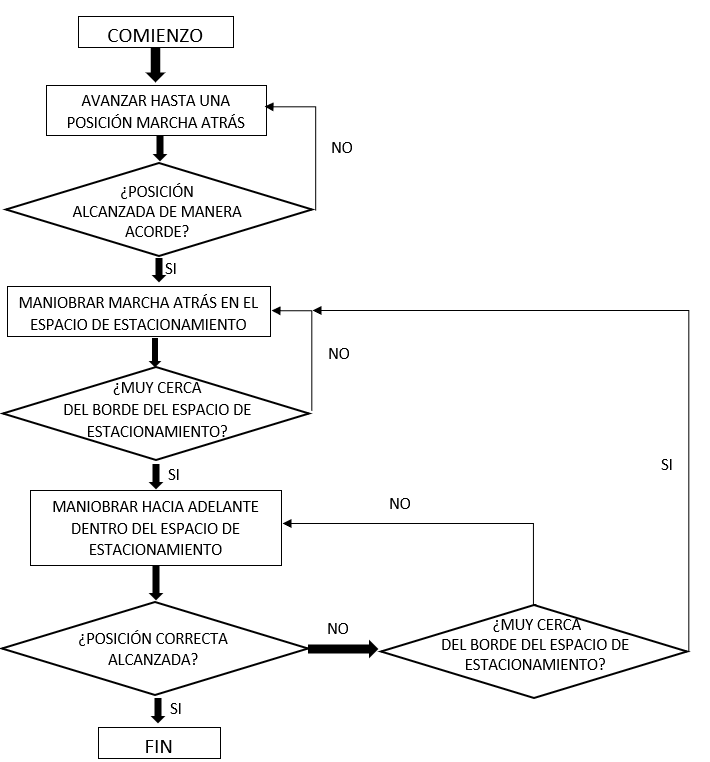 COMIENZO
AVANZAR HASTA UNA
POSICIÓN MARCHA ATRÁS
NO
¿POSICIÓN
ALCANZADA DE MANERA
ACORDE?
SI
MANIOBRAR MARCHA ATRÁS EN EL
ESPACIO DE ESTACIONAMIENTO
NO
¿MUY CERCA
DEL BORDE DEL ESPACIO DE
ESTACIONAMIENTO?
SI
SI
MANIOBRAR HACIA ADELANTE
DENTRO DEL ESPACIO DE
ESTACIONAMIENTO
NO
¿POSICIÓN CORRECTA
ALCANZADA?
NO
¿MUY CERCA
DEL BORDE DEL ESPACIO DE
ESTACIONAMIENTO?
SI
FIN